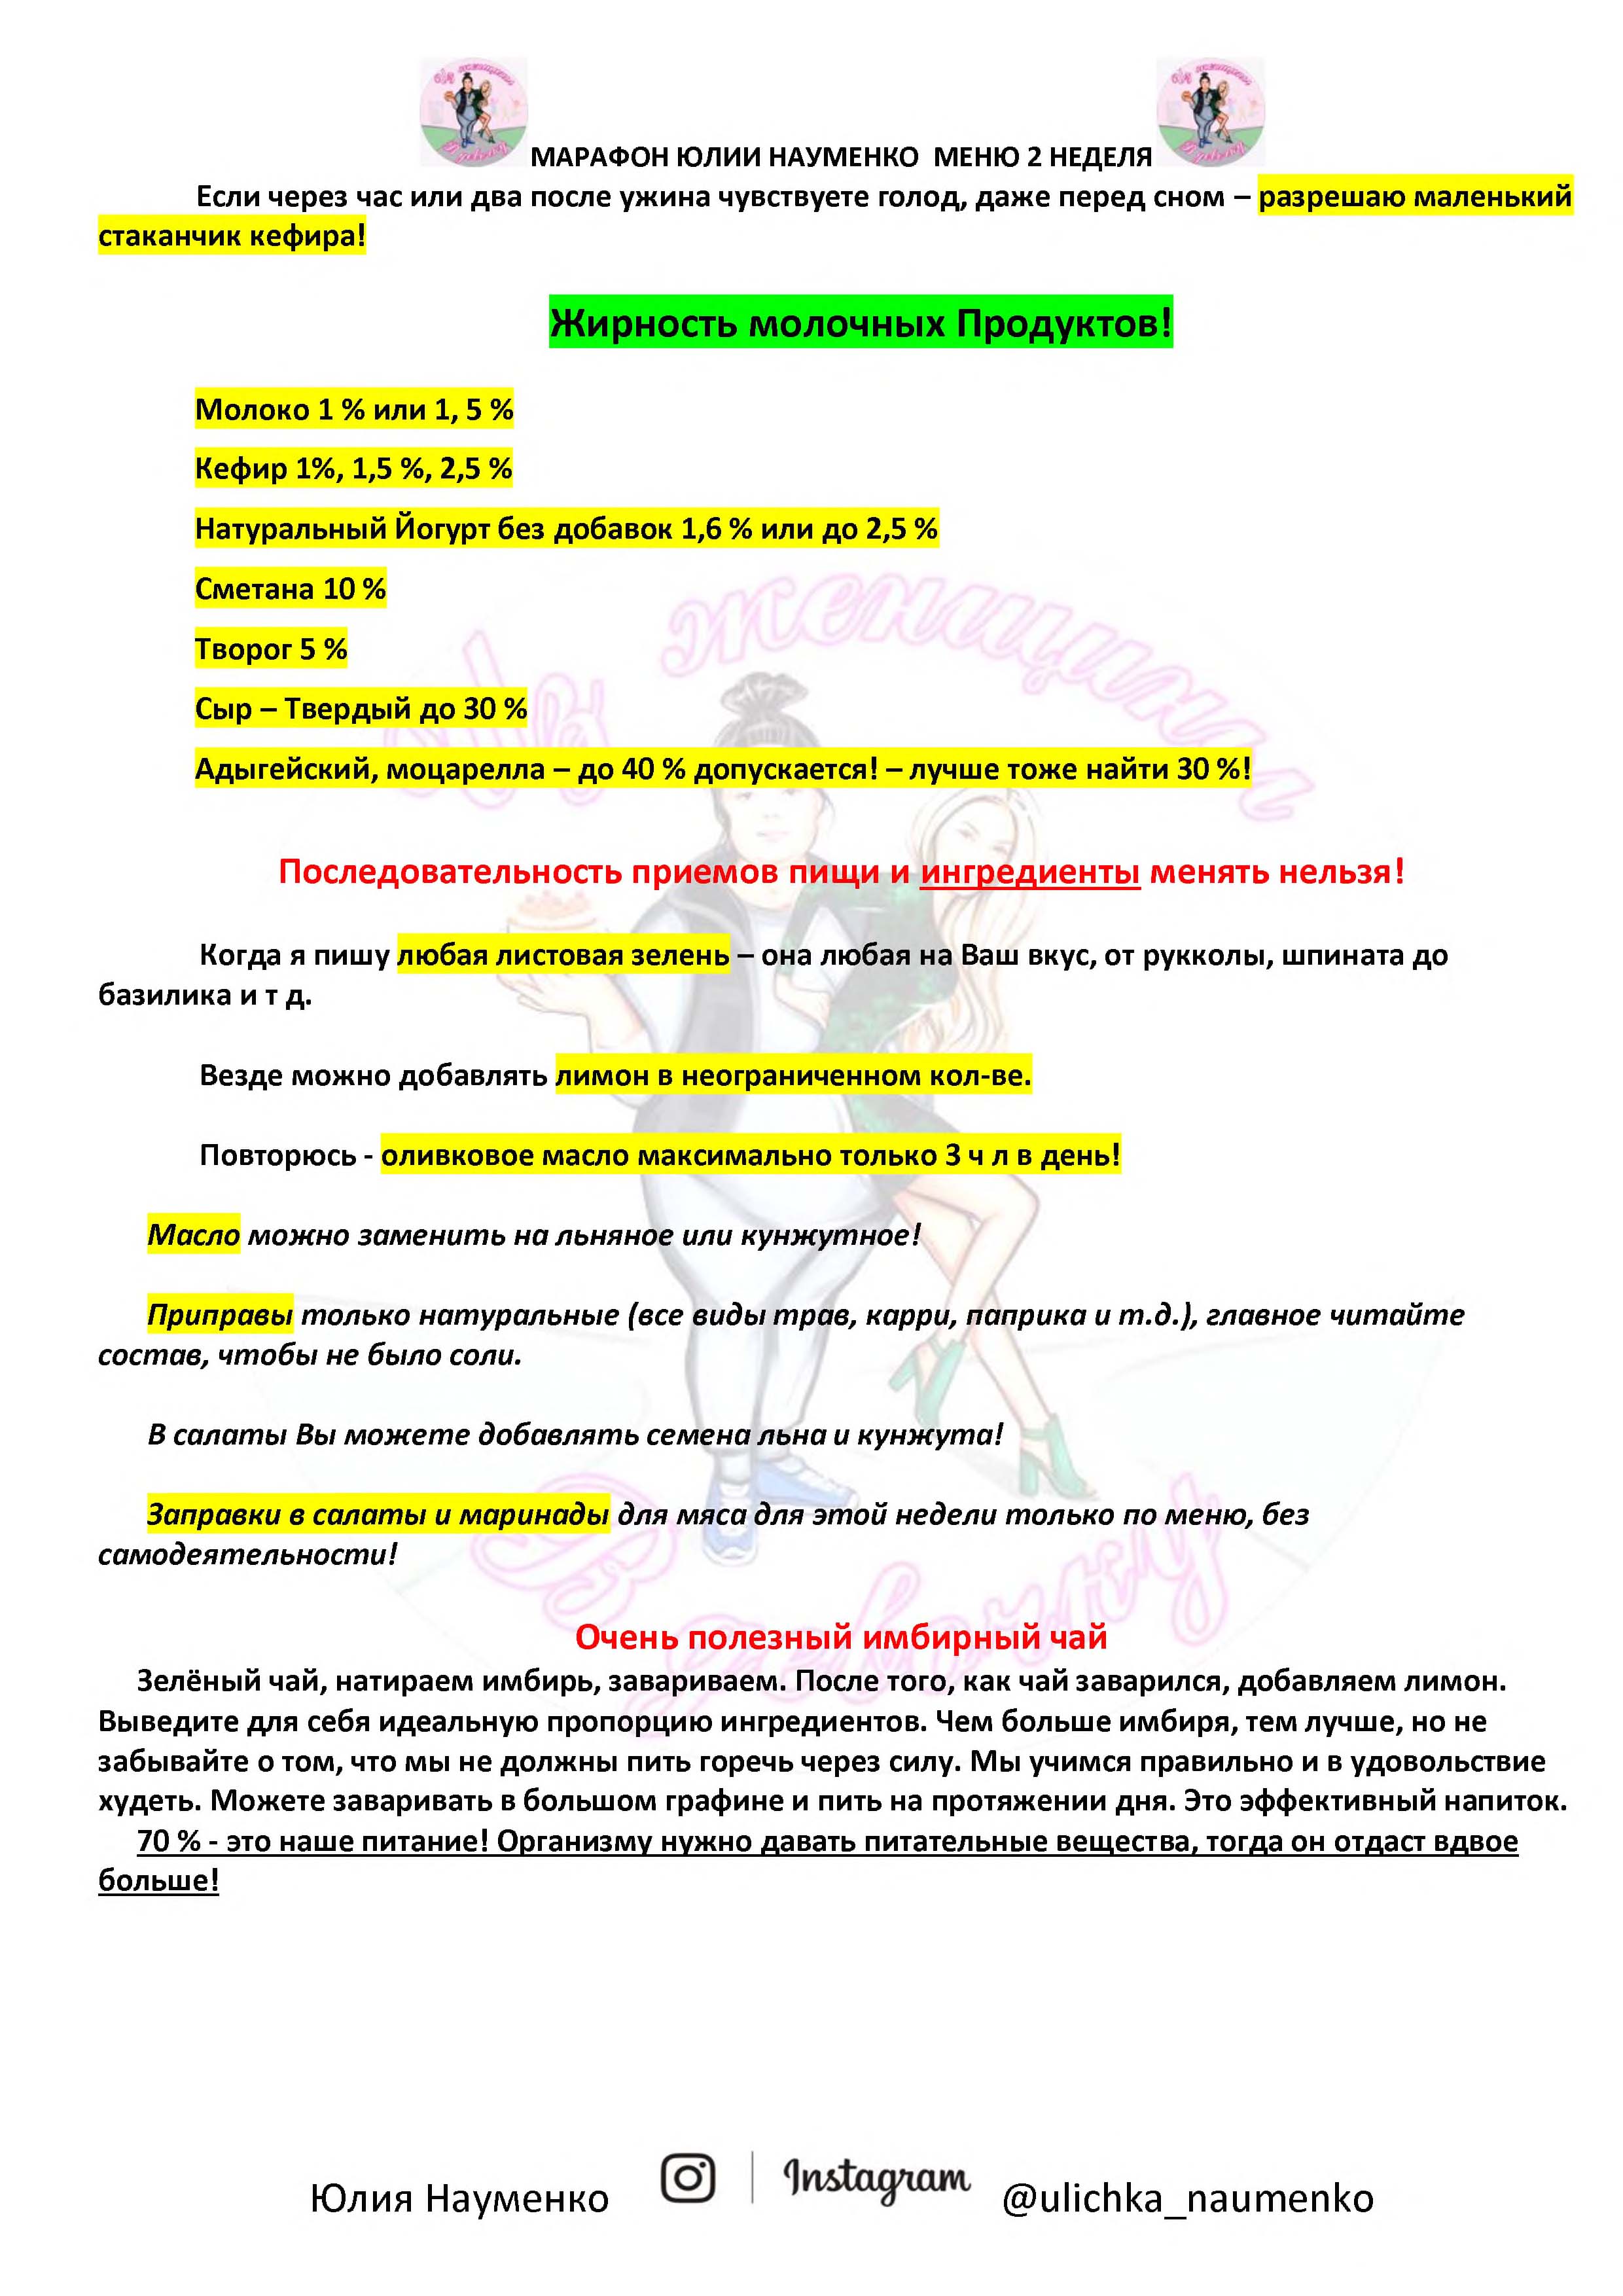 МАРАФОН ЮЛИИ НАУМЕНКО МЕНЮ 2 НЕДЕЛЯ
Если через час или два после ужина чувствуете голод, даже перед сном – разрешаю маленький
стаканчик кефира!
Жирность молочных Продуктов!
Молоко 1 % или 1, 5 %
Кефир 1%, 1,5 %, 2,5 %
Натуральный Йогурт без добавок 1,6 % или до 2,5 %
Сметана 10 %
Творог 5 %
Сыр – Твердый до 30 %
Адыгейский, моцарелла – до 40 % допускается! – лучше тоже найти 30 %!
Последовательность приемов пищи и ингредиенты менять нельзя!
Когда я пишу любая листовая зелень – она любая на Ваш вкус, от рукколы, шпината до
базилика и т д.
Везде можно добавлять лимон в неограниченном кол-ве.
Повторюсь - оливковое масло максимально только 3 ч л в день!
Масло можно заменить на льняное или кунжутное!
Приправы только натуральные (все виды трав, карри, паприка и т.д.), главное читайте
состав, чтобы не было соли.
В салаты Вы можете добавлять семена льна и кунжута!
Заправки в салаты и маринады для мяса для этой недели только по меню, без
самодеятельности!
Очень полезный имбирный чай
Зелёный чай, натираем имбирь, завариваем. После того, как чай заварился, добавляем лимон.
Выведите для себя идеальную пропорцию ингредиентов. Чем больше имбиря, тем лучше, но не
забывайте о том, что мы не должны пить горечь через силу. Мы учимся правильно и в удовольствие
худеть. Можете заваривать в большом графине и пить на протяжении дня. Это эффективный напиток.
70 % - это наше питание! Организму нужно давать питательные вещества, тогда он отдаст вдвое
больше!
Из женщины
В девочку
Юлия Науменко Instagram @ulichka_naumenko